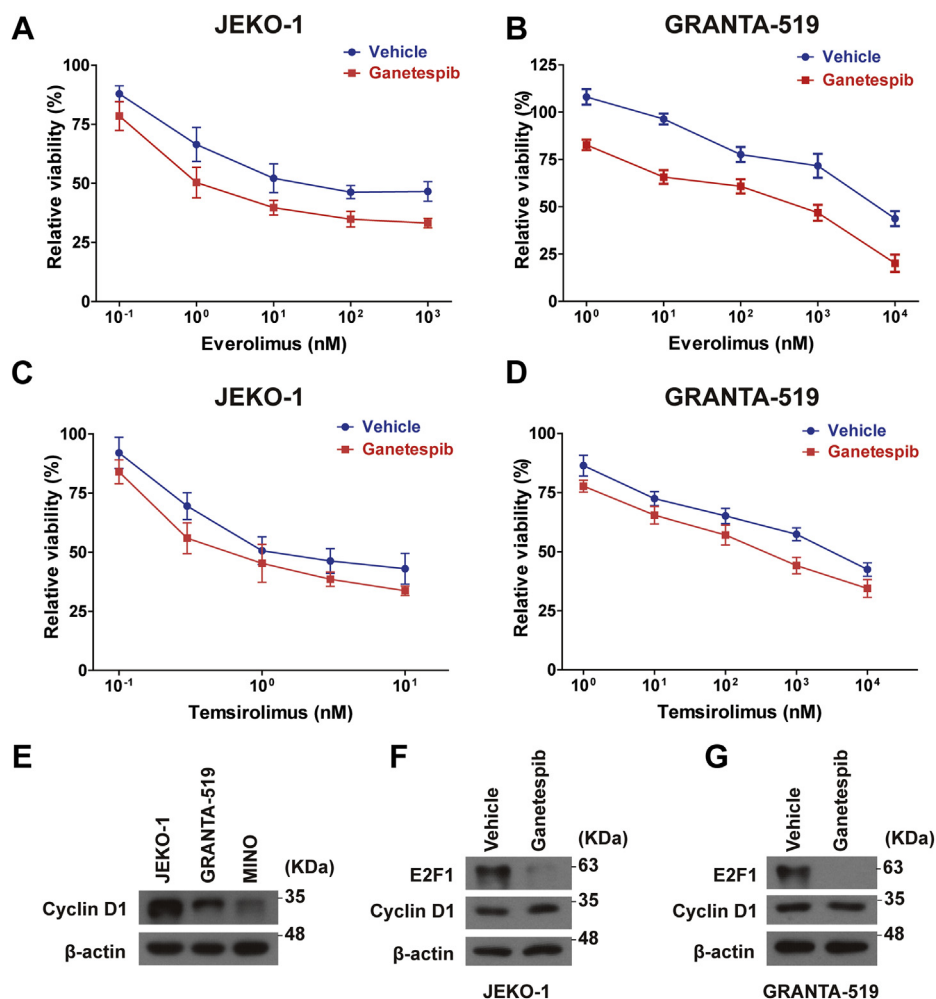 A
JEKO-1
Vehicle
Ganetespib
Relative viability (%)
100
75
50
25
0
10⁻¹ 10⁰ 10¹ 10² 10³
Everolimus (nM)
B
GRANTA-519
Vehicle
Ganetespib
Relative viability (%)
125
100
75
50
25
0
10⁰ 10¹ 10² 10³ 10⁴
Everolimus (nM)
C
JEKO-1
Vehicle
Ganetespib
Relative viability (%)
100
75
50
25
0
10⁻¹ 10⁰ 10¹
Temsirolimus (nM)
D
GRANTA-519
Vehicle
Ganetespib
Relative viability (%)
100
75
50
25
0
10⁰ 10¹ 10² 10³ 10⁴
Temsirolimus (nM)
E
JEKO-1
GRANTA-519
MINO
(KDa)
Cyclin D1
35
48
β-actin
F
Vehicle
Ganetespib
(KDa)
E2F1
63
Cyclin D1
35
48
β-actin
JEKO-1
G
Vehicle
Ganetespib
(KDa)
E2F1
63
Cyclin D1
35
48
β-actin
GRANTA-519